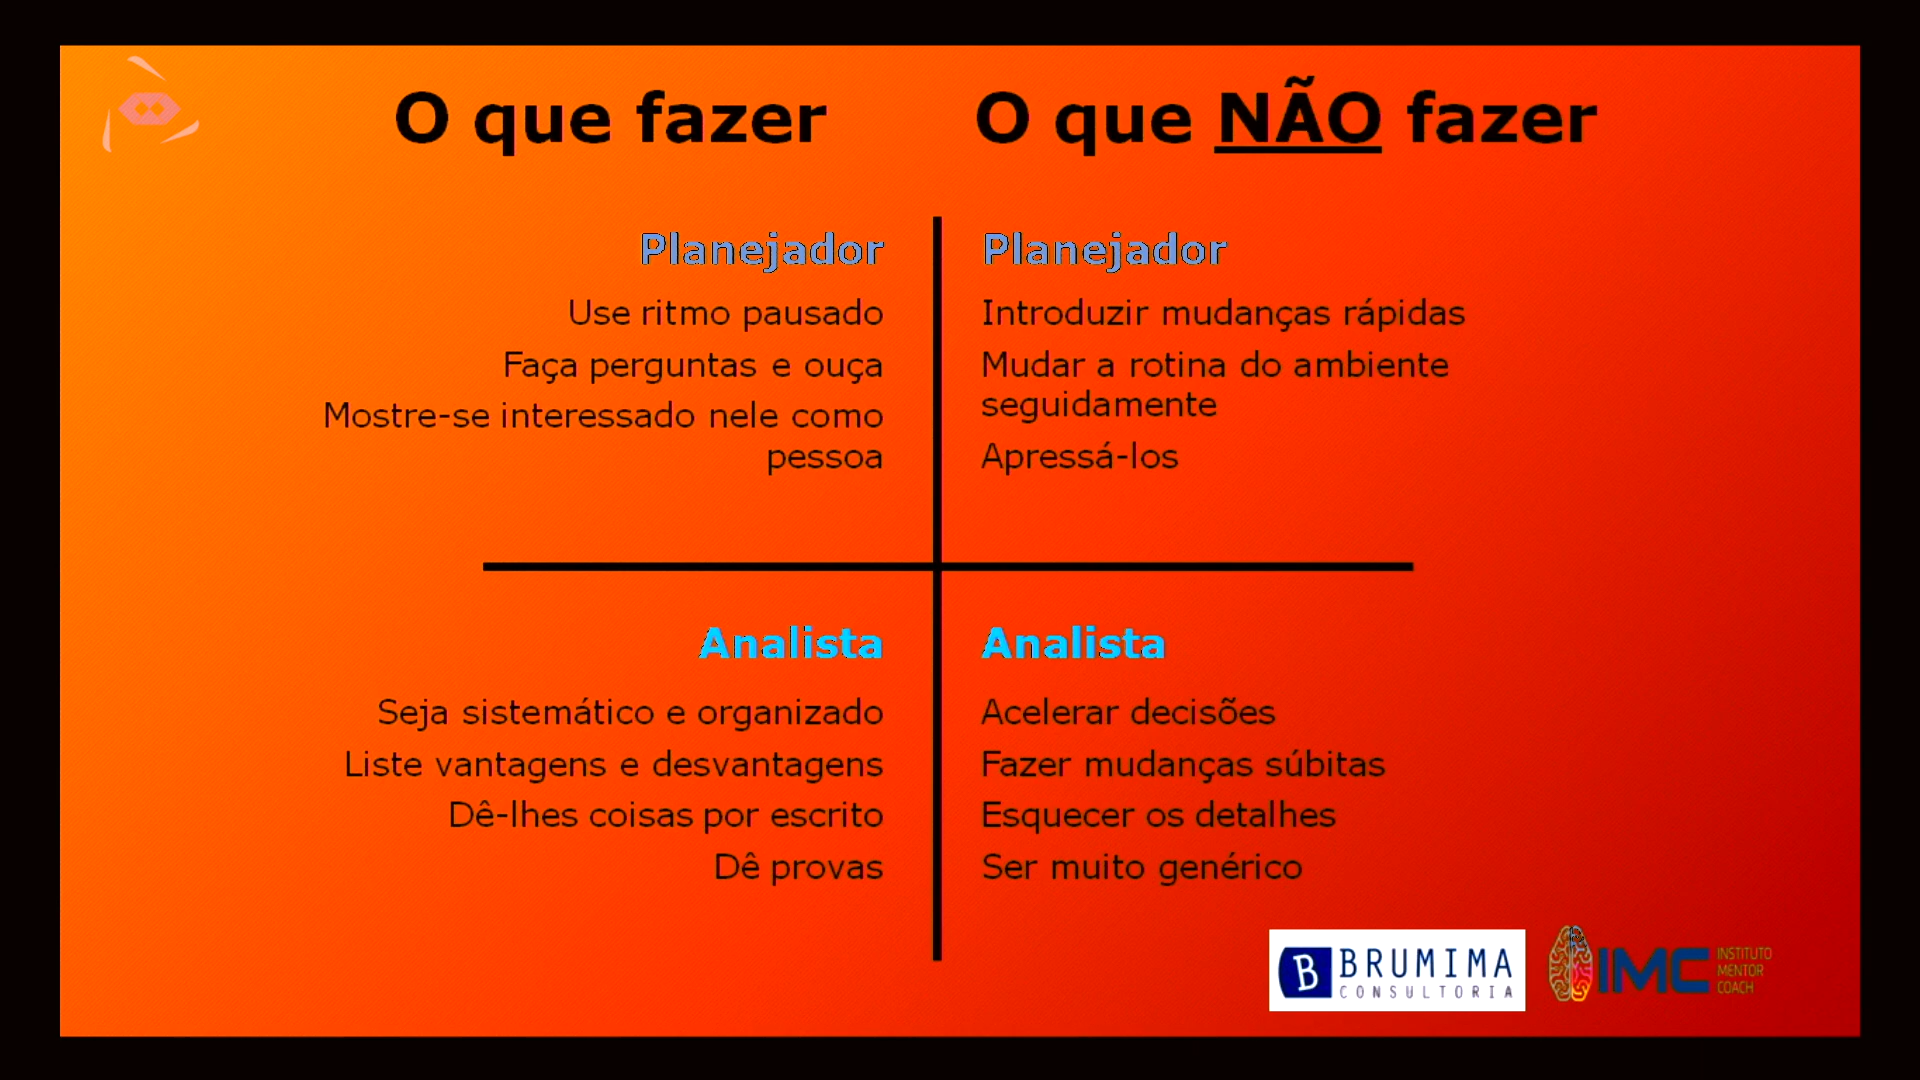 O que fazer
O que NÃO fazer
Planejador
Use ritmo pausado
Faça perguntas e ouça
Mostre-se interessado nele como
pessoa
Planejador
Introduzir mudanças rápidas
Mudar a rotina do ambiente
seguidamente
Apressá-los
Analista
Seja sistemático e organizado
Liste vantagens e desvantagens
Dê-lhes coisas por escrito
Dê provas
Analista
Acelerar decisões
Fazer mudanças súbitas
Esquecer os detalhes
Ser muito genérico
B BRUMIMA
CONSULTORIA
IMC
INSTITUTO
MENTOR
COACH